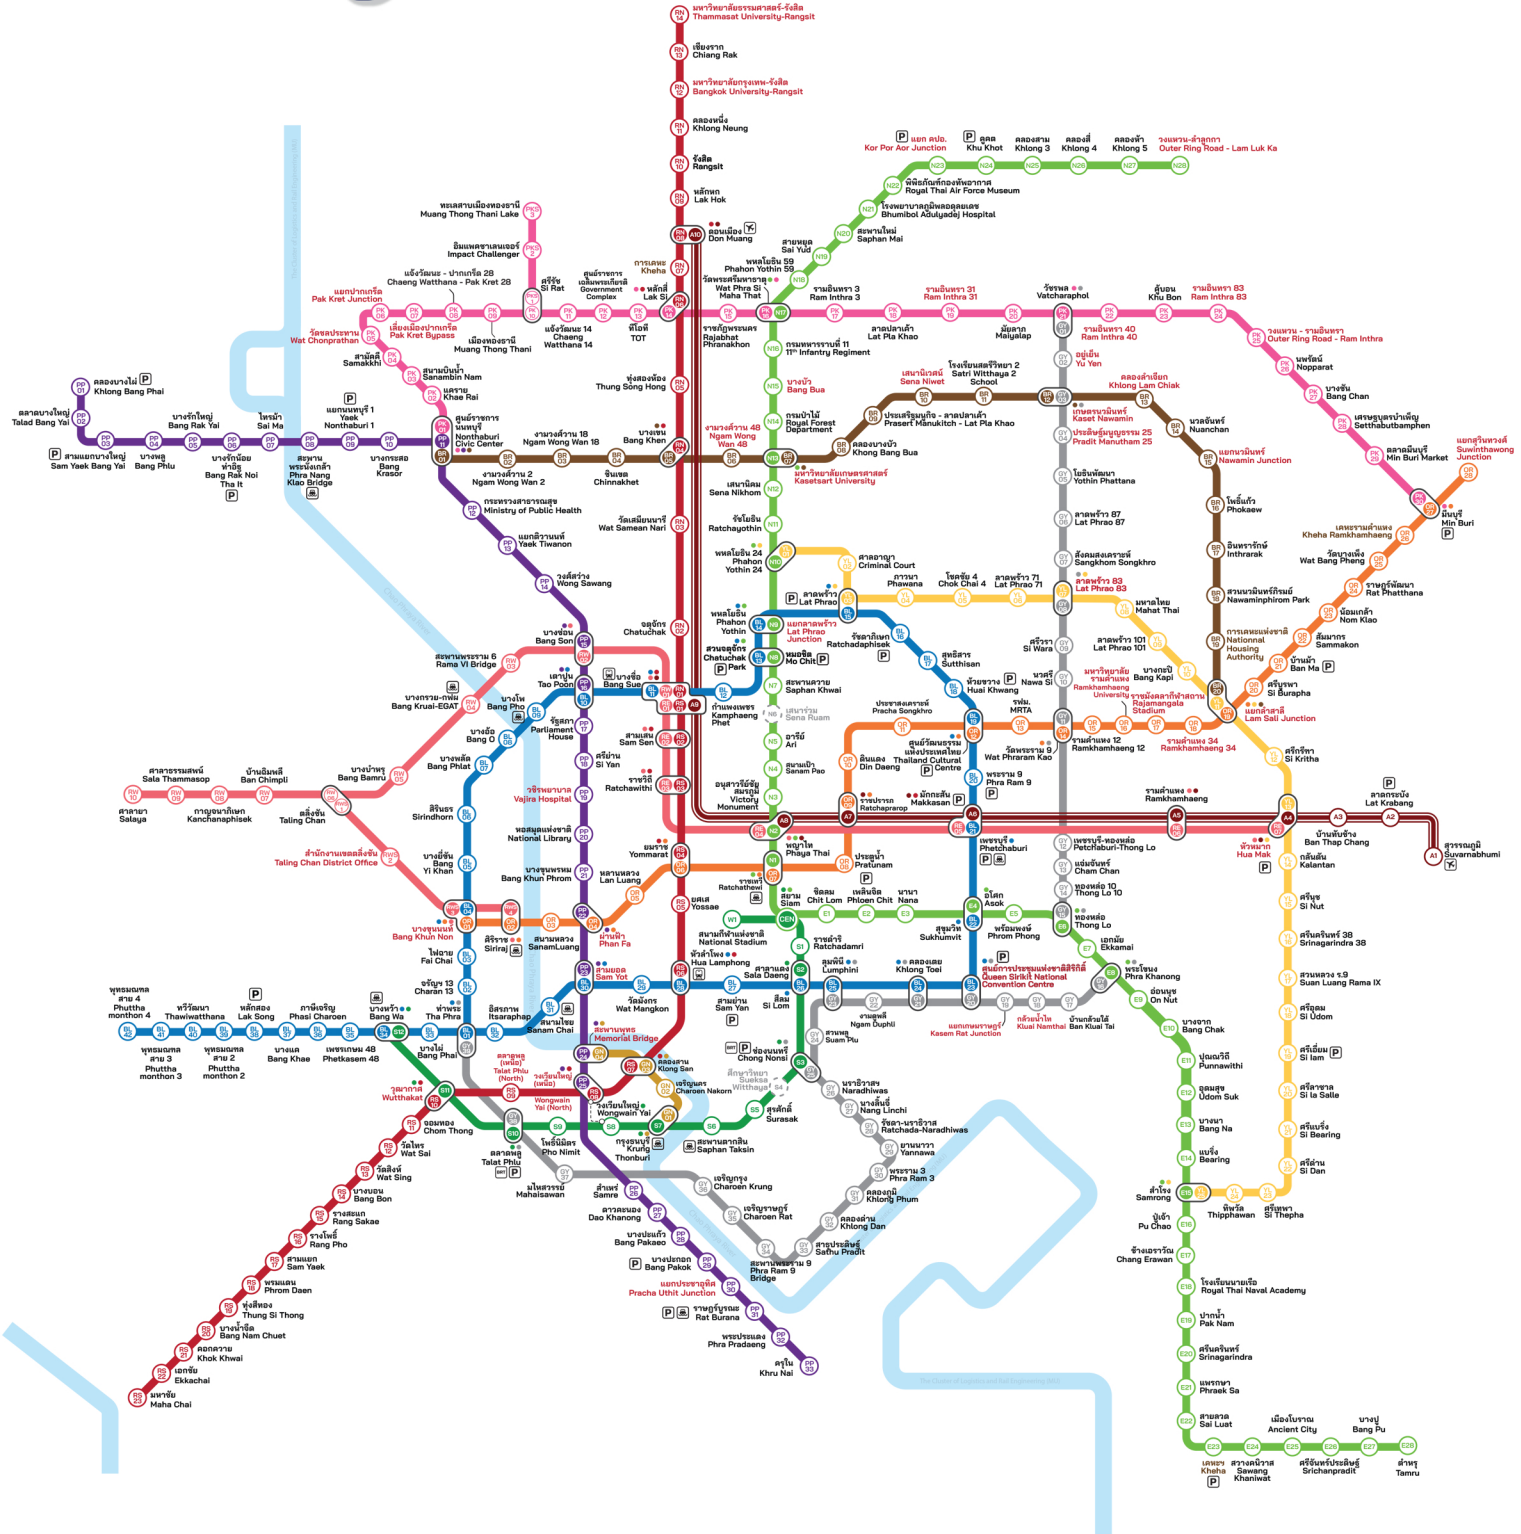 RN 14
มหาวิทยาลัยธรรมศาสตร์-รังสิต
Thammasat University-Rangsit
RN 13
เชียงราก
Chiang Rak
RN 12
มหาวิทยาลัยกรุงเทพ-รังสิต
Bangkok University-Rangsit
RN 11
คลองหนึ่ง
Khlong Neung
RN 10
รังสิต
Rangsit
RN 09
หลักหก
Lak Hok
ดอนเมือง
Don Muang
A10
การเคหะ
Kheha
RN 07
หลักสี่
Lak Si
แยก คปอ.
Kor Por Aor Junction
คูคต
Khu Khot
คลองสาม
Khlong 3
คลองสี่
Khlong 4
คลองห้า
Khlong 5
วงแหวน-ลำลูกกา
Outer Ring Road - Lam Luk Ka
N23
N24
N25
N26
N27
N28
N22
พิพิธภัณฑ์กองทัพอากาศ
Royal Thai Air Force Museum
N21
โรงพยาบาลภูมิพลอดุลยเดช
Bhumibol Adulyadej Hospital
N20
สะพานใหม่
Saphan Mai
สายหยุด
Sai Yud
N19
พหลโยธิน 59
Phahon Yothin 59
N18
วัดพระศรีมหาธาตุ
Wat Phra Si
Maha That
N17
ทะเลสาบเมืองทองธานี
Muang Thong Thani Lake
อิมแพคชาเลนเจอร์
Impact Challenger
ศรีรัช
Si Rat
แจ้งวัฒนะ - ปากเกร็ด 28
Chaeng Watthana - Pak Kret 28
แยกปากเกร็ด
Pak Kret Junction
เลี่ยงเมืองปากเกร็ด
Pak Kret Bypass
เมืองทองธานี
Muang Thong Thani
แจ้งวัฒนะ 14
Chaeng
Watthana 14
ศูนย์ราชการ
เฉลิมพระเกียรติ
Government
Complex
ทีโอที
TOT
วัดชลประทาน
Wat Chonprathan
สามัคคี
Samakkhi
สนามบินน้ำ
Sanambin Nam
แคราย
Khae Rai
ศูนย์ราชการ
นนทบุรี
Nonthaburi
Civic Center
ราชภัฏพระนคร
Rajabhat
Phranakhon
รามอินทรา 3
Ram Inthra 3
ลาดปลาเค้า
Lat Pla Khao
รามอินทรา 31
Ram Inthra 31
มัยลาภ
Maiyalap
วัชรพล
Vatcharaphol
รามอินทรา 40
Ram Inthra 40
คู้บอน
Khu Bon
รามอินทรา 83
Ram Inthra 83
วงแหวน - รามอินทรา
Outer Ring Road - Ram Inthra
นพรัตน์
Nopparat
บางชัน
Bang Chan
เศรษฐบุตรบำเพ็ญ
Setthabutbamphen
ตลาดมีนบุรี
Min Buri Market
มีนบุรี
Min Buri
แยกสุวินทวงศ์
Suwinthawong
Junction
คลองบางไผ่
Khlong Bang Phai
ตลาดบางใหญ่
Talad Bang Yai
สามแยกบางใหญ่
Sam Yaek Bang Yai
บางพลู
Bang Phlu
บางรักใหญ่
Bang Rak Yai
บางรักน้อย
ท่าอิฐ
Bang Rak Noi
Tha It
ไทรม้า
Sai Ma
สะพาน
พระนั่งเกล้า
Phra Nang
Klao Bridge
แยกนนทบุรี 1
Yaek
Nonthaburi 1
บางกระสอ
Bang
Krasor
งามวงศ์วาน 2
Ngam Wong Wan 2
งามวงศ์วาน 18
Ngam Wong Wan 18
ชินเขต
Chinnakhet
บางเขน
Bang Khen
งามวงศ์วาน 48
Ngam Wong
Wan 48
มหาวิทยาลัยเกษตรศาสตร์
Kasetsart University
คลองบางบัว
Khong Bang Bua
ประเสริฐมนูกิจ - ลาดปลาเค้า
Prasert Manukitch - Lat Pla Khao
เสนานิเวศน์
Sena Niwet
โรงเรียนสตรีวิทยา 2
Satri Witthaya 2
School
เกษตรนวมินทร์
Kaset Nawamin
คลองลำเจียก
Khlong Lam Chiak
นวลจันทร์
Nuanchan
แยกนวมินทร์
Nawamin Junction
โพธิ์แก้ว
Phokaew
อินทรารักษ์
Inthrarak
สวนนวมินทร์ภิรมย์
Nawaminphirom Park
การเคหะแห่งชาติ
Nationnal
Housing
Authority
แยกลำสาลี
Lam Sali Junction
ทุ่งสองห้อง
Thung Song Hong
วัดเสมียนนารี
Wat Samean Nari
จตุจักร
Chatuchak
กรมทหารราบที่ 11
11th Infantry Regiment
บางบัว
Bang Bua
กรมป่าไม้
Royal Forest
Department
เสนานิคม
Sena Nikhom
รัชโยธิน
Ratchayothin
พหลโยธิน 24
Phahon
Yothin 24
ศาลอาญา
Criminal Court
ลาดพร้าว
Lat Phrao
ภาวนา
Phawana
โชคชัย 4
Chok Chai 4
ลาดพร้าว 71
Lat Phrao 71
ลาดพร้าว 83
Lat Phrao 83
มหาดไทย
Mahat Thai
ลาดพร้าว 101
Lat Phrao 101
บางกะปิ
Bang Kapi
อยู่เย็น
Yu Yen
ประดิษฐ์มนูธรรม 25
Pradit Manutham 25
โยธินพัฒนา
Yothin Phattana
ลาดพร้าว 87
Lat Phrao 87
สังคมสงเคราะห์
Sangkhom Songkhro
ศรีวรา
Si Wara
นวศรี
Nawa Si
วัดพระราม 9
Wat Phraram Kao
เคหะรามคำแหง
Kheha Ramkhamhaeng
วัดบางเพ็ง
Wat Bang Pheng
ราษฎร์พัฒนา
Rat Phatthana
น้อมเกล้า
Nom Klao
สัมมากร
Sammakon
บ้านม้า
Ban Ma
ศรีบูรพา
Si Burapha
กระทรวงสาธารณสุข
Ministry of Public Health
แยกติวานนท์
Yaek Tiwanon
วงศ์สว่าง
Wong Sawang
บางซ่อน
Bang Son
เตาปูน
Tao Poon
บางซื่อ
Bang Sue
สะพานพระราม 6
Rama VI Bridge
บางกรวย-กฟผ
Bang Kruai-EGAT
บางโพ
Bang Pho
บางอ้อ
Bang O
บางพลัด
Bang Phlat
บางบำหรุ
Bang Bamru
สิรินธร
Sirindhorn
บางยี่ขัน
Bang
Yi Khan
พหลโยธิน
Phahon
Yothin
แยกลาดพร้าว
Lat Phrao
Junction
สวนจตุจักร
Chatuchak
Park
หมอชิต
Mo Chit
กำแพงเพชร
Kamphaeng
Phet
สะพานควาย
Saphan Khwai
เสนาร่วม
Sena Ruam
อารีย์
Ari
สนามเป้า
Sanam Pao
อนุสาวรีย์ชัย
สมรภูมิ
Victory
Monument
รัชดาภิเษก
Ratchadaphisek
สุทธิสาร
Sutthisan
ห้วยขวาง
Huai Khwang
ประชาสงเคราะห์
Pracha Songkhro
ศูนย์วัฒนธรรม
แห่งประเทศไทย
Thailand Cultural
Centre
รฟม.
MRTA
มหาวิทยาลัย
รามคำแหง
Ramkhamhaeng
University
ราชมังคลากีฬาสถาน
Rajamangala
Stadium
รามคำแหง 12
Ramkhamhaeng 12
รามคำแหง 34
Ramkhamhaeng 34
พระราม 9
Phra Ram 9
ดินแดง
Din Daeng
ราชปรารภ
Ratchaprarop
มักกะสัน
Makkasan
เพชรบุรี
Phetchaburi
รามคำแหง
Ramkhamhaeng
หัวหมาก
Hua Mak
บ้านทับช้าง
Ban Thap Chang
ลาดกระบัง
Lat Krabang
สุวรรณภูมิ
Suvarnabhumi
ศรีกรีฑา
Si Kritha
ศาลายา
Salaya
ศาลาธรรมสพน์
Sala Thammasop
กาญจนาภิเษก
Kanchanaphisek
บ้านฉิมพลี
Ban Chimpli
ตลิ่งชัน
Taling Chan
สำนักงานเขตตลิ่งชัน
Taling Chan District Office
บางขุนนนท์
Bang Khun Non
ศิริราช
Siriraj
สนามหลวง
SanamLuang
ผ่านฟ้า
Phan Fa
หลานหลวง
Lan Luang
ยมราช
Yommarat
รัฐสภา
Parliament
House
ศรีย่าน
Si Yan
วชิรพยาบาล
Vajira Hospital
หอสมุดแห่งชาติ
National Library
บางขุนพรหม
Bang Khun Phrom
สามเสน
Sam Sen
ราชวิถี
Ratchawithi
พญาไท
Phaya Thai
ราชเทวี
Ratchathewi
ประตูน้ำ
Pratunam
ยศเส
Yossae
สยาม
Siam
CEN
W1
สนามกีฬาแห่งชาติ
National Stadium
ชิดลม
Chit Lom
เพลินจิต
Phloen Chit
นานา
Nana
อโศก
Asok
สุขุมวิท
Sukhumvit
พร้อมพงษ์
Phrom Phong
ทองหล่อ
Thong Lo
เพชรบุรี-ทองหล่อ
Petchaburi-Thong Lo
แจ่มจันทร์
Cham Chan
ทองหล่อ 10
Thong Lo 10
เอกมัย
Ekkamai
พระโขนง
Phra Khanong
อ่อนนุช
On Nut
บางจาก
Bang Chak
ปุณณวิถี
Punnawithi
อุดมสุข
Udom Suk
บางนา
Bang Na
แบริ่ง
Bearing
สำโรง
Samrong
ปู่เจ้า
Pu Chao
ช้างเอราวัณ
Chang Erawan
โรงเรียนนายเรือ
Royal Thai Naval Academy
ปากน้ำ
Pak Nam
ศรีนครินทร์
Srinagarindra
แพรกษา
Phraek Sa
สายลวด
Sai Luat
เคหะฯ
Kheha
สวางคนิวาส
Sawang
Khaniwat
เมืองโบราณ
Ancient City
ศรีจันทร์ประดิษฐ์
Srichanpradit
บางปู
Bang Pu
ตำหรุ
Tamru
กลันตัน
Kalantan
ศรีนุช
Si Nut
ศรีนครินทร์ 38
Srinagarindra 38
สวนหลวง ร.9
Suan Luang Rama IX
ศรีอุดม
Si Udom
ศรีเอี่ยม
Si Iam
ศรีลาซาล
Si la Salle
ศรีแบริ่ง
Si Bearing
ศรีด่าน
Si Dan
ศรีเทพา
Si Thepha
ทิพวัล
Thipphawan
ราชดำริ
Ratchadamri
ศาลาแดง
Sala Daeng
สีลม
Si Lom
ลุมพินี
Lumphini
คลองเตย
Khlong Toei
ศูนย์การประชุมแห่งชาติสิริกิติ์
Queen Sirikit National
Convention Centre
งามดูพลี
Ngam Duphli
สวนพลู
Suam Plu
แยกเกษมราษฎร์
Kasem Rat Junction
กล้วยน้ำไท
Kluai Namthai
บ้านกล้วยใต้
Ban Kluai Tai
ช่องนนทรี
Chong Nonsi
ศึกษาวิทยา
Sueksa
Witthaya
สุรศักดิ์
Surasak
สะพานตากสิน
Saphan Taksin
กรุงธนบุรี
Krung
Thonburi
วงเวียนใหญ่
Wongwain Yai
โพธิ์นิมิตร
Pho Nimit
ตลาดพลู
Talat Phlu
วุฒากาศ
Wutthakat
บางหว้า
Bang Wa
หัวลำโพง
Hua Lamphong
สามย่าน
Sam Yan
วัดมังกร
Wat Mangkon
สามยอด
Sam Yot
สนามไชย
Sanam Chai
อิสรภาพ
Itsaraphap
ท่าพระ
Tha Phra
จรัญฯ 13
Charan 13
ไฟฉาย
Fai Chai
บางไผ่
Bang Phai
เพชรเกษม 48
Phetkasem 48
ภาษีเจริญ
Phasi Charoen
บางแค
Bang Khae
หลักสอง
Lak Song
พุทธมณฑล
สาย 2
Phuttha
monthon 2
ทวีวัฒนา
Thawiwatthana
พุทธมณฑล
สาย 3
Phuttha
monthon 3
พุทธมณฑล
สาย 4
Phuttha
monthon 4
สะพานพุทธ
Memorial Bridge
คลองสาน
Klong San
เจริญนคร
Charoen Nakorn
ตลาดพลู
(เหนือ)
Talat Phlu
(North)
วงเวียนใหญ่
(เหนือ)
Wongwain
Yai (North)
จอมทอง
Chom Thong
วัดไทร
Wat Sai
วัดสิงห์
Wat Sing
บางบอน
Bang Bon
รางสะแก
Rang Sakae
รางโพธิ์
Rang Pho
สามแยก
Sam Yaek
พรมแดน
Phrom Daen
ทุ่งสีทอง
Thung Si Thong
บางน้ำจืด
Bang Nam Chuet
คอกควาย
Khok Khwai
เอกชัย
Ekkachai
มหาชัย
Maha Chai
มไหสวรรย์
Mahaisawan
สำเหร่
Samre
ดาวคะนอง
Dao Khanong
บางปะแก้ว
Bang Pakaeo
บางปะกอก
Bang Pakok
แยกประชาอุทิศ
Pracha Uthit Junction
ราษฎร์บูรณะ
Rat Burana
พระประแดง
Phra Pradaeng
ครุใน
Khru Nai
เจริญกรุง
Charoen Krung
เจริญราษฎร์
Charoen Rat
สะพานพระราม 9
Phra Ram 9
Bridge
สาธุประดิษฐ์
Sathu Pradit
คลองด่าน
Khlong Dan
คลองภูมิ
Khlong Phum
พระราม 3
Phra Ram 3
ยานนาวา
Yannawa
รัชดา-นราธิวาส
Ratchada-Naradhiwas
นางลิ้นจี่
Nang Linchi
นราธิวาสฯ
Naradhiwas